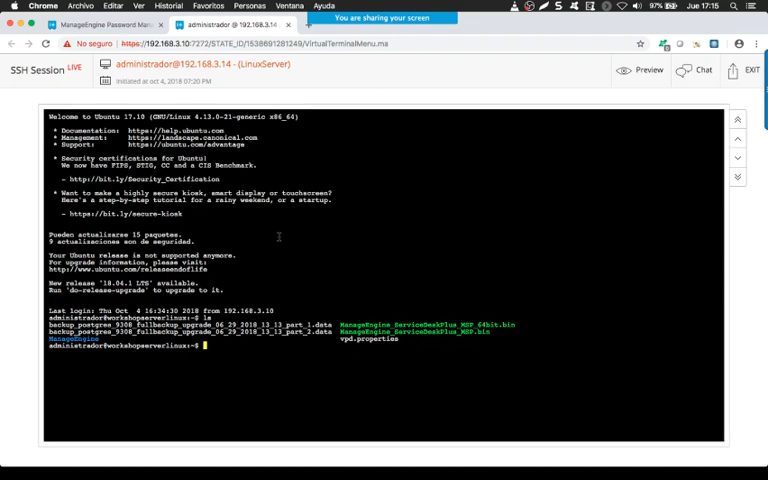 Chrome Archivo Editar Ver Historial Favoritos Personas Ventana Ayuda 97% Jue 17:15
You are sharing your screen
ManageEngine Password Man
administrador @ 192.168.3.14 -
No seguro https://192.168.3.10:7272/STATE_ID/1538691281249/VirtualTerminalMenu.ma
SSH Session LIVE
administrador@192.168.3.14 - (LinuxServer)
Initiated at oct 4, 2018 07:20 PM
Preview Chat EXIT
Welcome to Ubuntu 17.10 (GNU/Linux 4.13.0-21-generic x86_64)
* Documentation: https://help.ubuntu.com
* Management: https://landscape.canonical.com
* Support: https://ubuntu.com/advantage
* Security certifications for Ubuntu!
We now have FIPS, STIG, CC and a CIS Benchmark.
- http://bit.ly/Security_Certification
* Want to make a highly secure kiosk, smart display or touchscreen?
Here's a step-by-step tutorial for a rainy weekend, or a startup.
- https://bit.ly/secure-kiosk
Pueden actualizarse 15 paquetes.
9 actualizaciones son de seguridad.
Your Ubuntu release is not supported anymore.
For upgrade information, please visit:
http://www.ubuntu.com/releaseendoflife
New release '18.04.1 LTS' available.
Run 'do-release-upgrade' to upgrade to it.
Last login: Thu Oct 4 16:34:30 2018 from 192.168.3.10
administrador@workshopserverlinux:~$ ls
backup_postgres_9308_fullbackup_upgrade_06_29_2018_13_13_part_1.data ManageEngine_ServiceDeskPlus_MSP_64bit.bin
backup_postgres_9308_fullbackup_upgrade_06_29_2018_13_13_part_2.data ManageEngine_ServiceDeskPlus_MSP.bin
ManageEngine vpd.properties
administrador@workshopserverlinux:~$